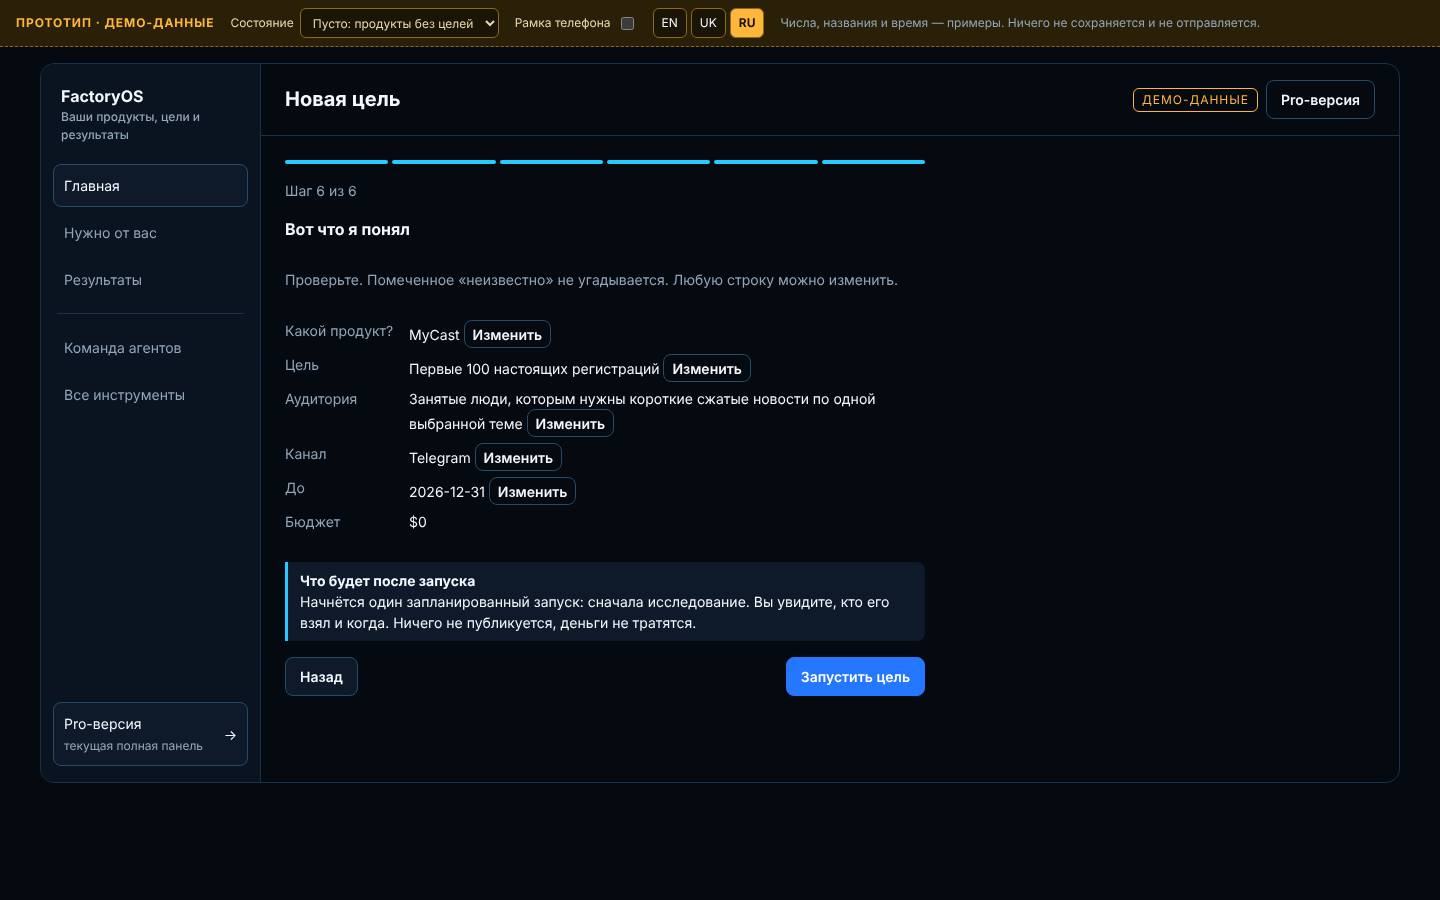 ПРОТОТИП · ДЕМО-ДАННЫЕ Состояние Пусто: продукты без целей Рамка телефона EN UK RU Числа, названия и время — примеры. Ничего не сохраняется и не отправляется.
FactoryOS
Ваши продукты, цели и
результаты
Главная
Нужно от вас
Результаты
Команда агентов
Все инструменты
Pro-версия
текущая полная панель
→
Новая цель
ДЕМО-ДАННЫЕ Pro-версия
Шаг 6 из 6
Вот что я понял
Проверьте. Помеченное «неизвестно» не угадывается. Любую строку можно изменить.
Какой продукт? MyCast Изменить
Цель Первые 100 настоящих регистраций Изменить
Аудитория Занятые люди, которым нужны короткие сжатые новости по одной
выбранной теме Изменить
Канал Telegram Изменить
До 2026-12-31 Изменить
Бюджет $0
Что будет после запуска
Начнётся один запланированный запуск: сначала исследование. Вы увидите, кто его
взял и когда. Ничего не публикуется, деньги не тратятся.
Назад Запустить цель